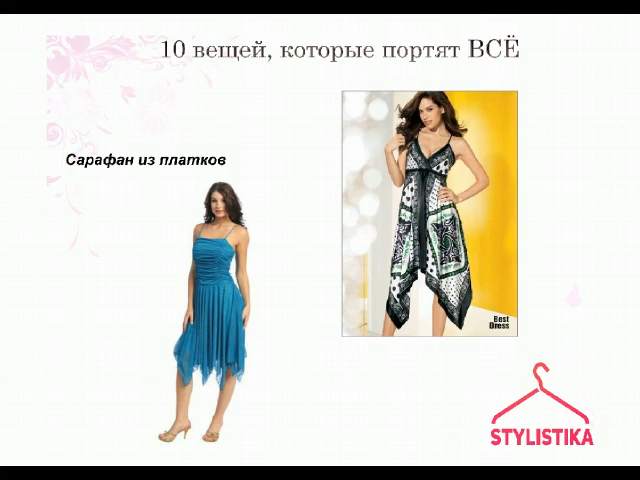 10 вещей, которые портят ВСЁ
Сарафан из платков
Best
Dress
STYLISTIKA